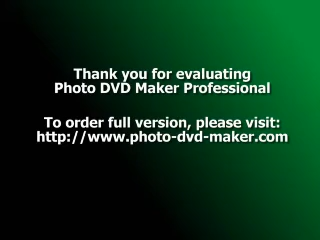 Thank you for evaluating
Photo DVD Maker Professional
To order full version, please visit:
http://www.photo-dvd-maker.com